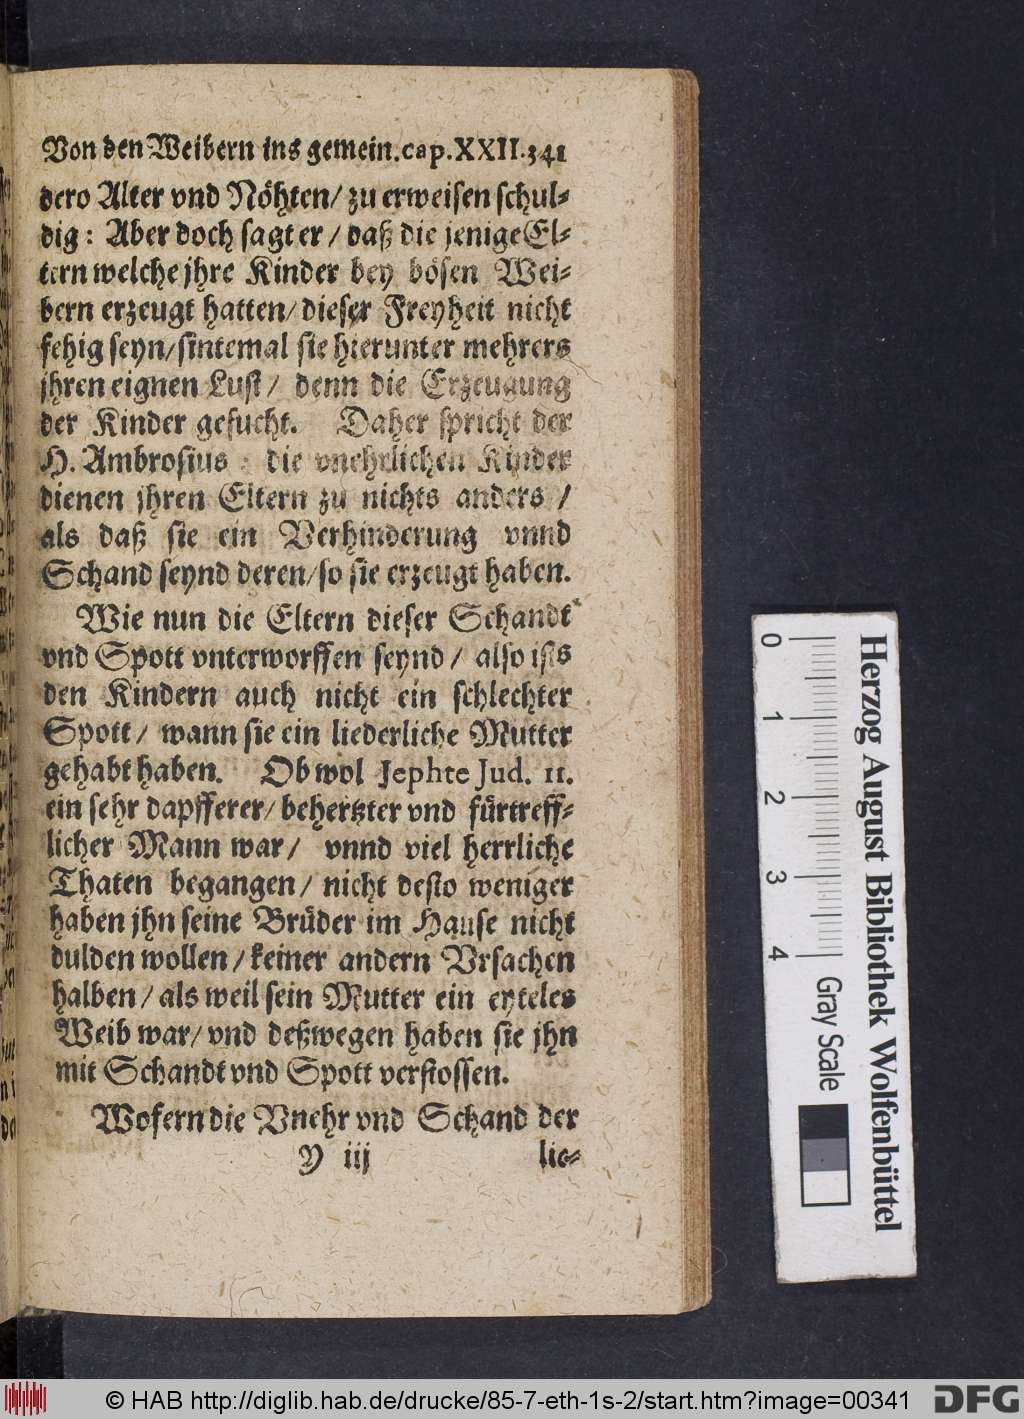 Von den Weibern ins gemein. cap. XXII. 341
dero Alter vnd Nöhten / zu erweisen schul-
dig: Aber doch sagt er / daß die jenige El-
tern welche jhre Kinder bey bösen Wei-
bern erzeugt hatten / dieser Freyheit nicht
fehig seyn / sintemal sie hierunter mehrers
jhren eignen Lust / denn die Erzeugung
der Kinder gesucht. Daher spricht der
H. Ambrosius: die vnehrlichen Kinder
dienen jhren Eltern zu nichts anders /
als daß sie ein Verhinderung vnnd
Schand seynd deren / so sie erzeugt haben.
Wie nun die Eltern dieser Schandt
vnd Spott vnterworffen seynd / also ists
den Kindern auch nicht ein schlechter
Spott / wann sie ein liederliche Mutter
gehabt haben. Ob wol Jephte Jud. 11.
ein sehr dapfferer / behertzter vnd fürtreff-
licher Mann war / vnnd viel herrliche
Thaten begangen / nicht desto weniger
haben jhn seine Brüder im Hause nicht
dulden wollen / keiner andern Vrsachen
halben / als weil sein Mutter ein eyteles
Weib war / vnd deßwegen haben sie jhn
mit Schandt vnd Spott verstossen.
Wofern die Vnehr vnd Schand der
Y iij lie-
0 1 2 3 4
Gray Scale
Herzog August Bibliothek Wolfenbüttel
© HAB http://diglib.hab.de/drucke/85-7-eth-1s-2/start.htm?image=00341
DFG